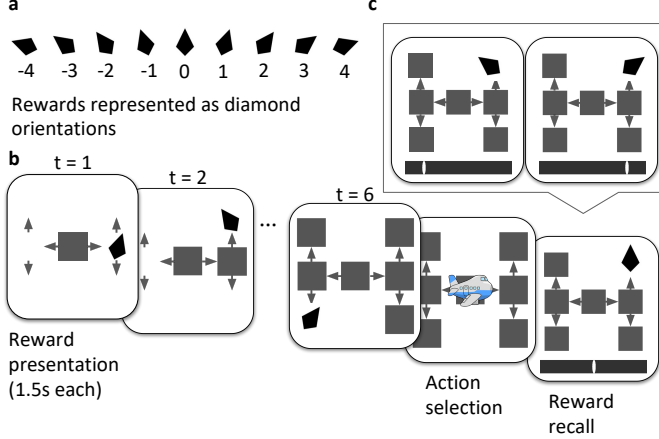 a
-4 -3 -2 -1 0 1 2 3 4
Rewards represented as diamond
orientations
b
t = 1
t = 2
...
t = 6
Reward
presentation
(1.5s each)
Action
selection
Reward
recall
c